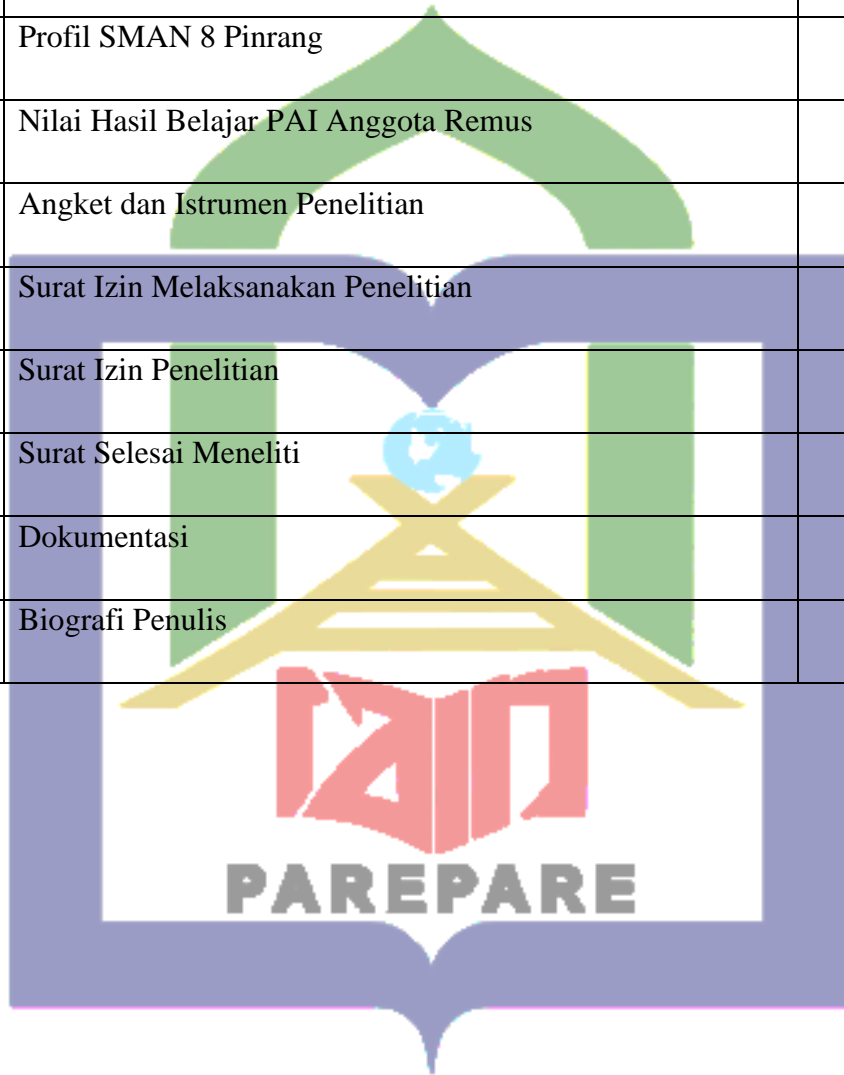 Profil SMAN 8 Pinrang
Nilai Hasil Belajar PAI Anggota Remus
Angket dan Istrumen Penelitian
Surat Izin Melaksanakan Penelitian
Surat Izin Penelitian
Surat Selesai Meneliti
Dokumentasi
Biografi Penulis
iain
PAREPARE